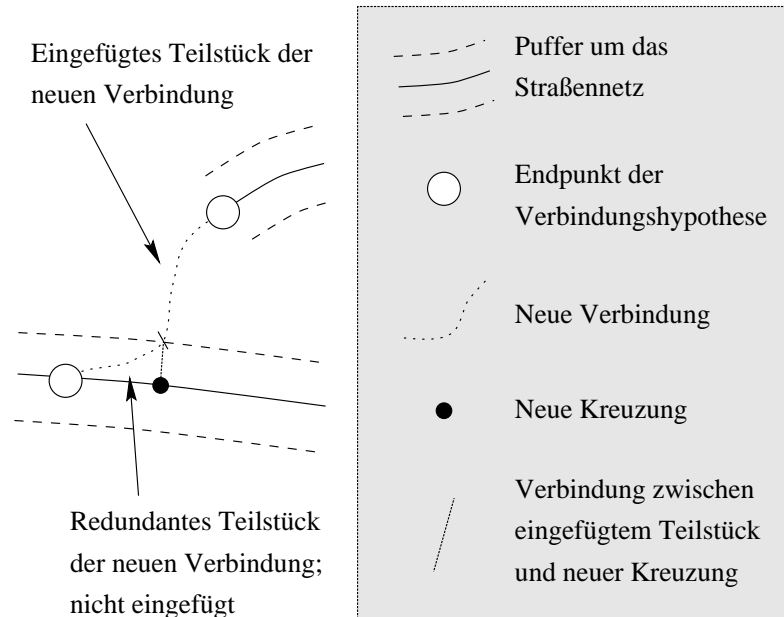 Eingefügtes Teilstück der
neuen Verbindung
Redundantes Teilstück
der neuen Verbindung;
nicht eingefügt
Puffer um das
Straßennetz
Endpunkt der
Verbindungshypothese
Neue Verbindung
Neue Kreuzung
Verbindung zwischen
eingefügtem Teilstück
und neuer Kreuzung